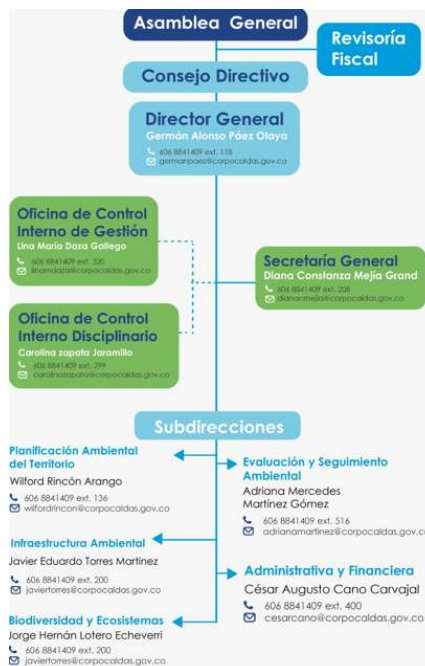 Asamblea General
Revisoría
Fiscal
Consejo Directivo
Director General
Germán Alonso Páez Olaya
606 8841409 ext. 118
germanpaez@corpocaldas.gov.co
Oficina de Control
Interno de Gestión
Lina María Daza Gallego
606 8841409 ext. 320
linamdaza@corpocaldas.gov.co
Secretaría General
Diana Constanza Mejía Grand
606 8841409 ext. 208
dianacmejia@corpocaldas.gov.co
Oficina de Control
Interno Disciplinario
Carolina zapata Jaramillo
606 8841409 ext. 299
carolinazapata@corpocaldas.gov.co
Subdirecciones
Planificación Ambiental
del Territorio
Wilford Rincón Arango
606 8841409 ext. 136
wilfordrincon@corpocaldas.gov.co
Evaluación y Seguimiento
Ambiental
Adriana Mercedes
Martínez Gómez
606 8841409 ext. 516
adrianamartinez@corpocaldas.gov.co
Infraestructura Ambiental
Javier Eduardo Torres Martínez
606 8841409 ext. 200
javiertorres@corpocaldas.gov.co
Administrativa y Financiera
César Augusto Cano Carvajal
606 8841409 ext. 400
cesarcano@corpocaldas.gov.co
Biodiversidad y Ecosistemas
Jorge Hernán Lotero Echeverri
606 8841409 ext. 200
javiertorres@corpocaldas.gov.co